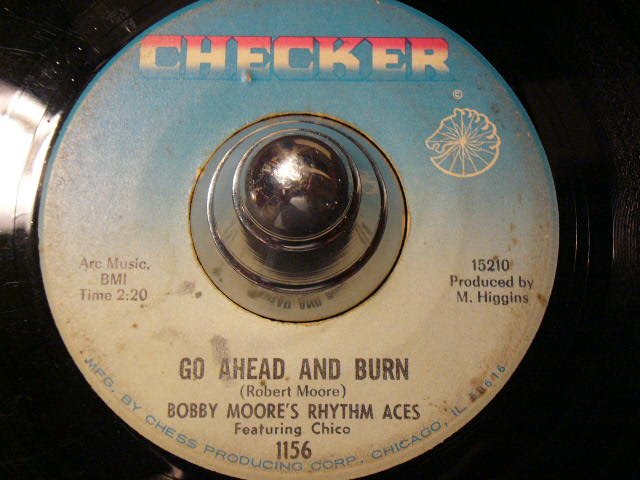 CHECKER
©
Arc Music,
BMI
Time 2:20
15210
Produced by
M. Higgins
GO AHEAD AND BURN
(Robert Moore)
BOBBY MOORE'S RHYTHM ACES
Featuring Chico
1156
MFG. BY CHESS PRODUCING CORP. CHICAGO, IL 60616